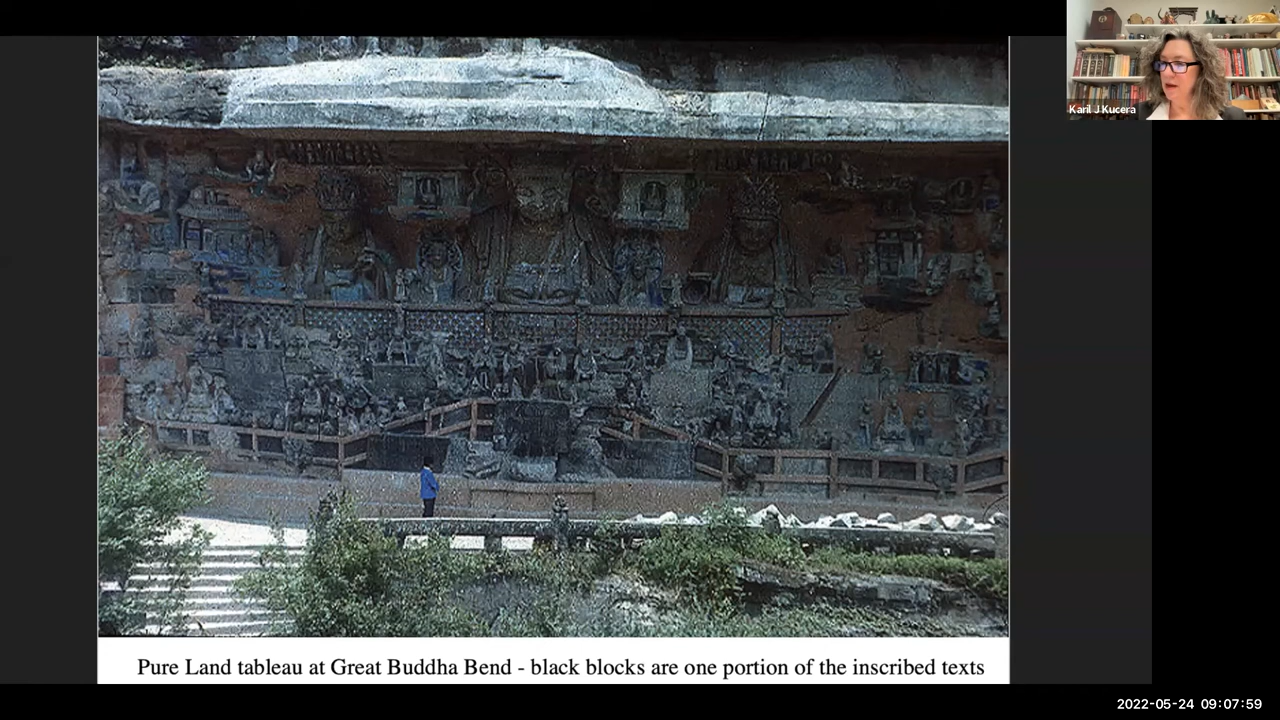 Karil J Kucera
Pure Land tableau at Great Buddha Bend - black blocks are one portion of the inscribed texts
2022-05-24 09:07:59